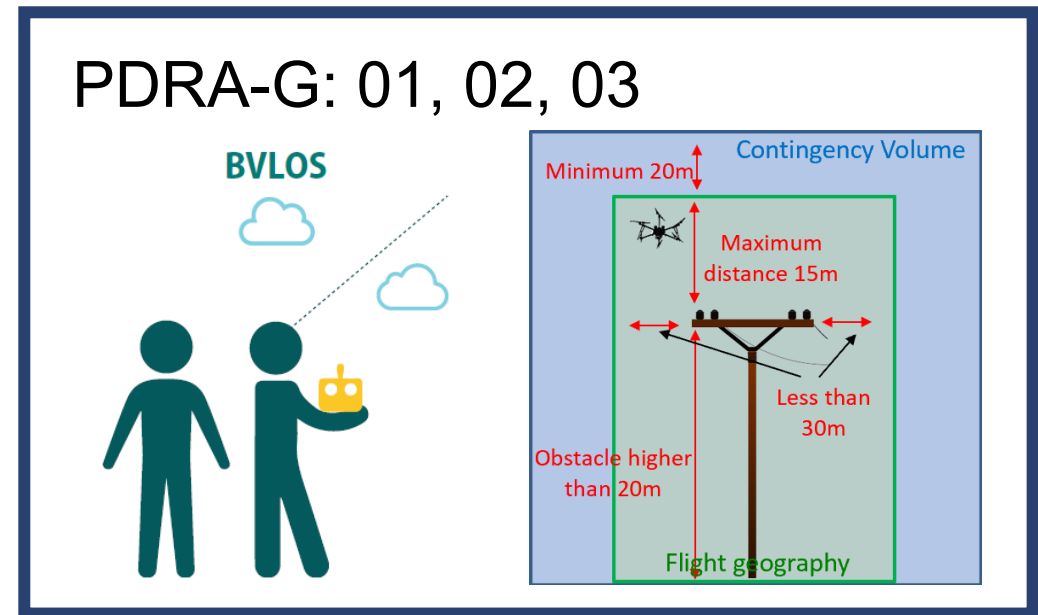 PDRA-G: 01, 02, 03
BVLOS
Contingency Volume
Minimum 20m
Maximum
distance 15m
Less than
30m
Obstacle higher
than 20m
Flight geography